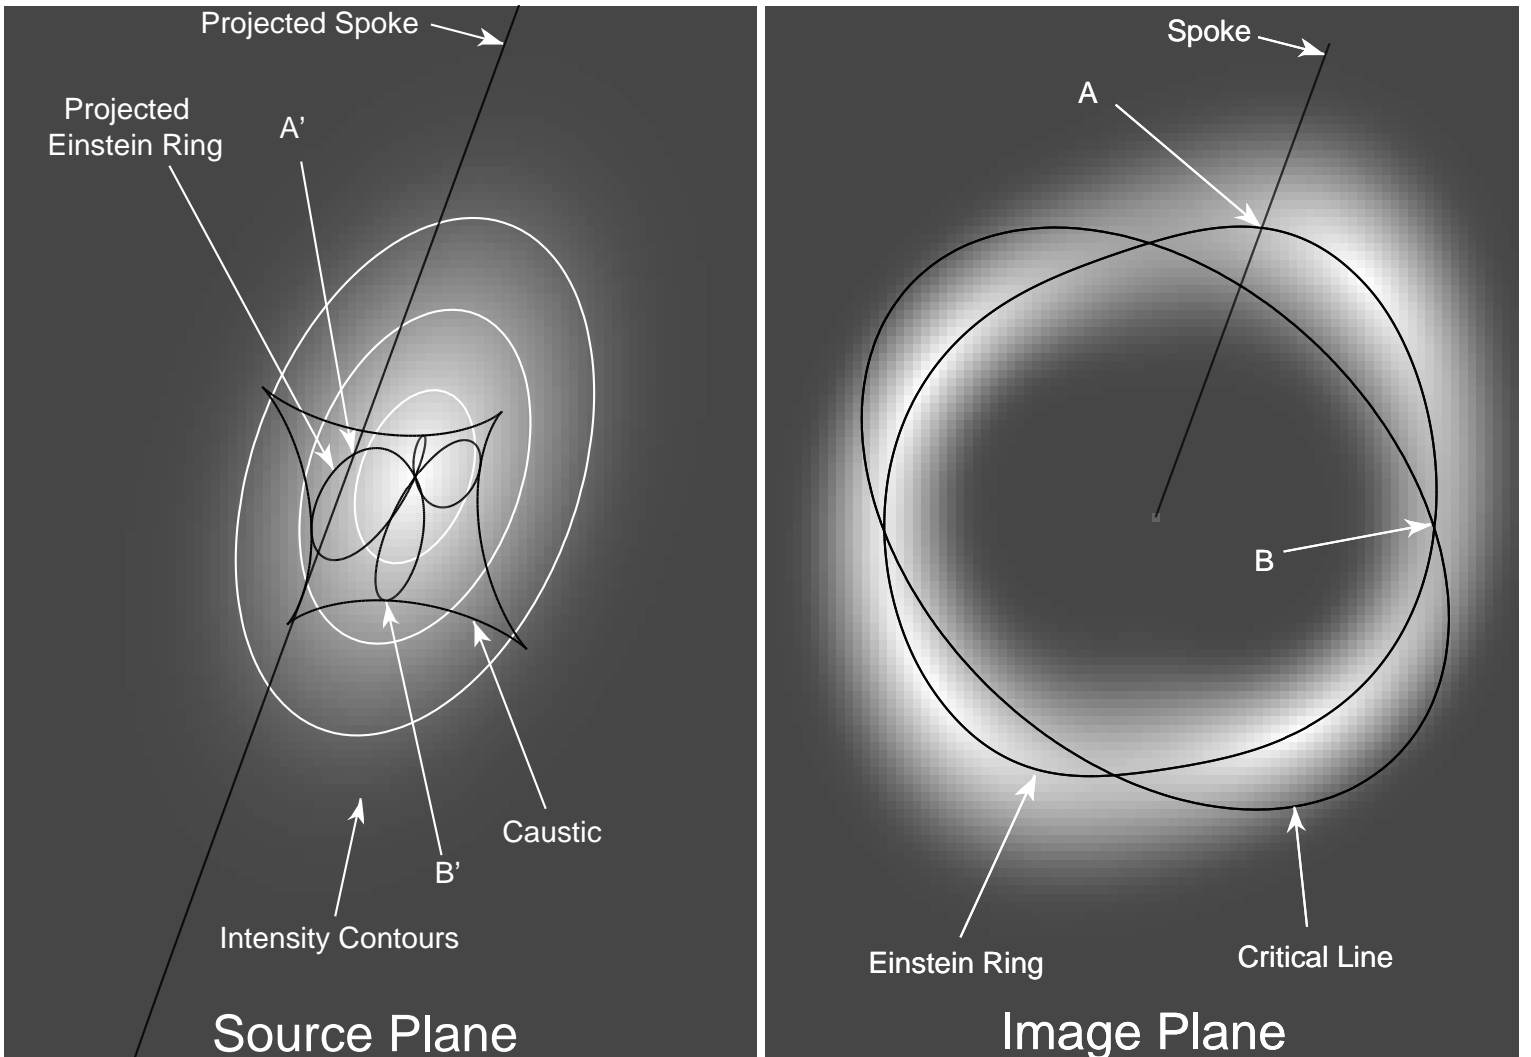 Projected Spoke
Projected
Einstein Ring
A’
Caustic
B’
Intensity Contours
Source Plane
Spoke
A
B
Einstein Ring
Critical Line
Image Plane